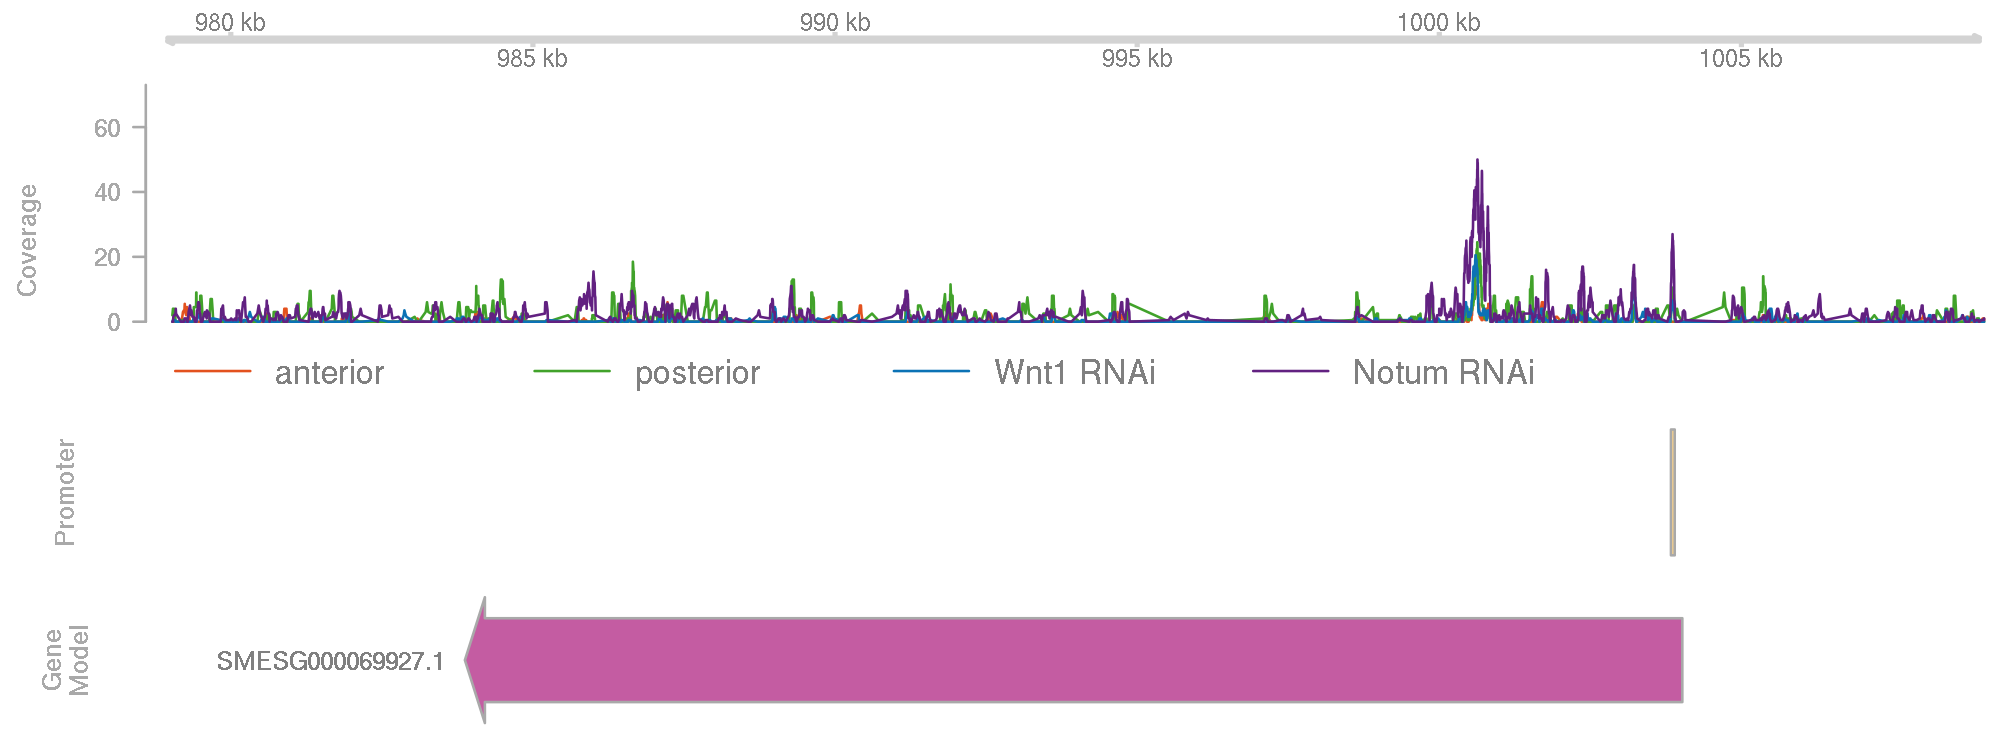 980 kb 990 kb 1000 kb
985 kb 995 kb 1005 kb
Coverage
60
40
20
0
anterior posterior Wnt1 RNAi Notum RNAi
Promoter
Gene
Model
SMESG000069927.1